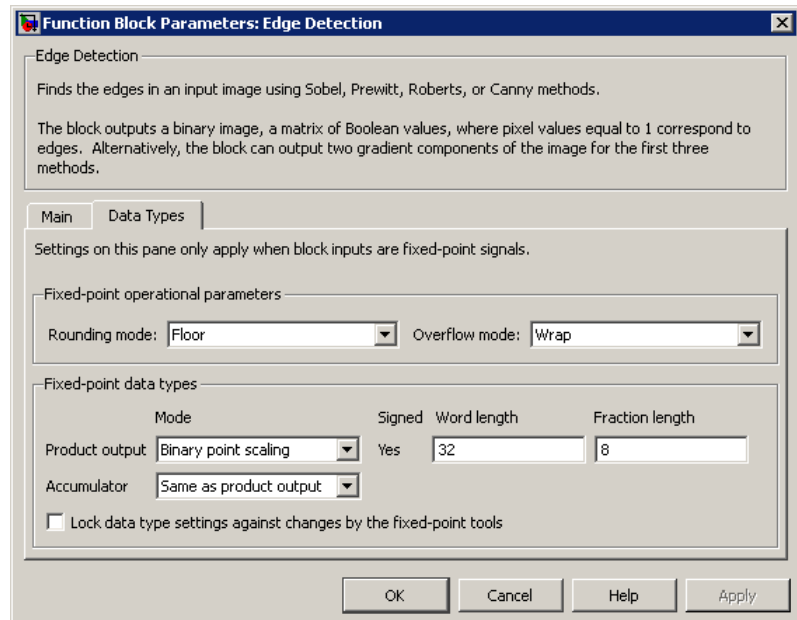 Function Block Parameters: Edge Detection
Edge Detection
Finds the edges in an input image using Sobel, Prewitt, Roberts, or Canny methods.
The block outputs a binary image, a matrix of Boolean values, where pixel values equal to 1 correspond to
edges. Alternatively, the block can output two gradient components of the image for the first three
methods.
Main Data Types
Settings on this pane only apply when block inputs are fixed-point signals.
Fixed-point operational parameters
Rounding mode: Floor Overflow mode: Wrap
Fixed-point data types
Mode Signed Word length Fraction length
Product output Binary point scaling Yes 32 8
Accumulator Same as product output
Lock data type settings against changes by the fixed-point tools
OK Cancel Help Apply